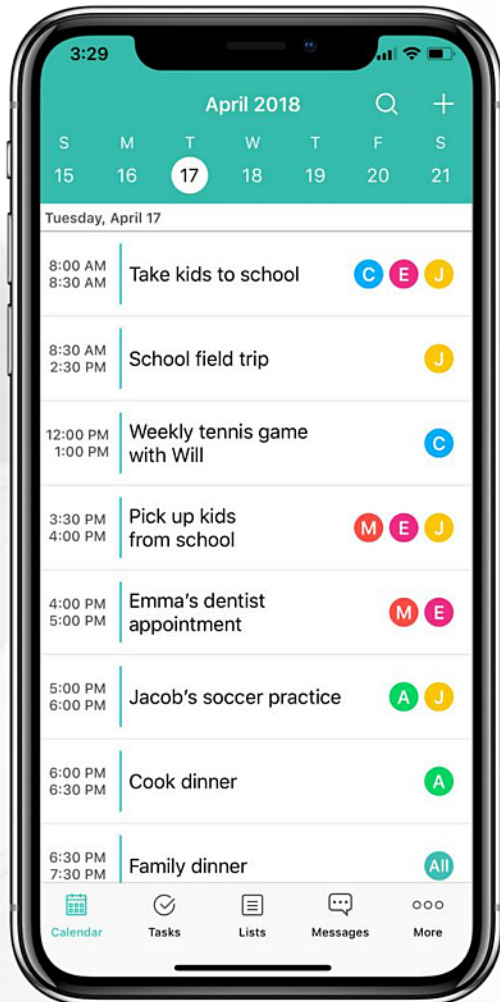 3:29
April 2018
S M T W T F S
15 16 17 18 19 20 21
Tuesday, April 17
8:00 AM
8:30 AM
Take kids to school
C E J
8:30 AM
2:30 PM
School field trip
J
12:00 PM
1:00 PM
Weekly tennis game
with Will
C
3:30 PM
4:00 PM
Pick up kids
from school
M E J
4:00 PM
5:00 PM
Emma's dentist
appointment
M E
5:00 PM
6:00 PM
Jacob's soccer practice
A J
6:00 PM
6:30 PM
Cook dinner
A
6:30 PM
7:30 PM
Family dinner
All
Calendar Tasks Lists Messages More